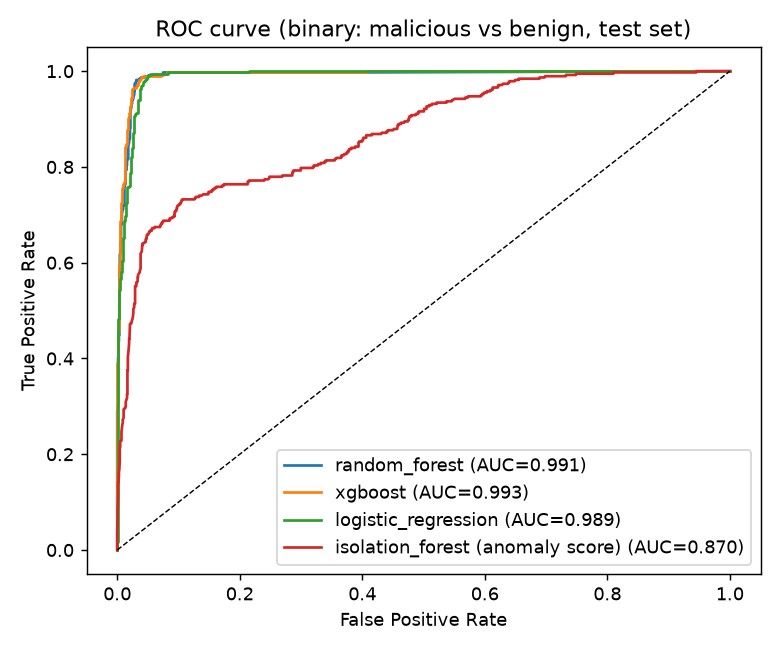 ROC curve (binary: malicious vs benign, test set)
True Positive Rate
1.0
0.8
0.6
0.4
0.2
0.0
random_forest (AUC=0.991)
xgboost (AUC=0.993)
logistic_regression (AUC=0.989)
isolation_forest (anomaly score) (AUC=0.870)
0.0 0.2 0.4 0.6 0.8 1.0
False Positive Rate